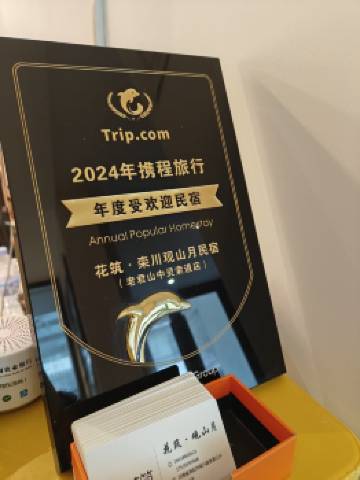 Trip.com
2024年携程旅行
年度受欢迎民宿
Annual Popular Homestay
花筑·栾川观山月民宿
(老君山中灵索道店)
Group
花筑·观山月